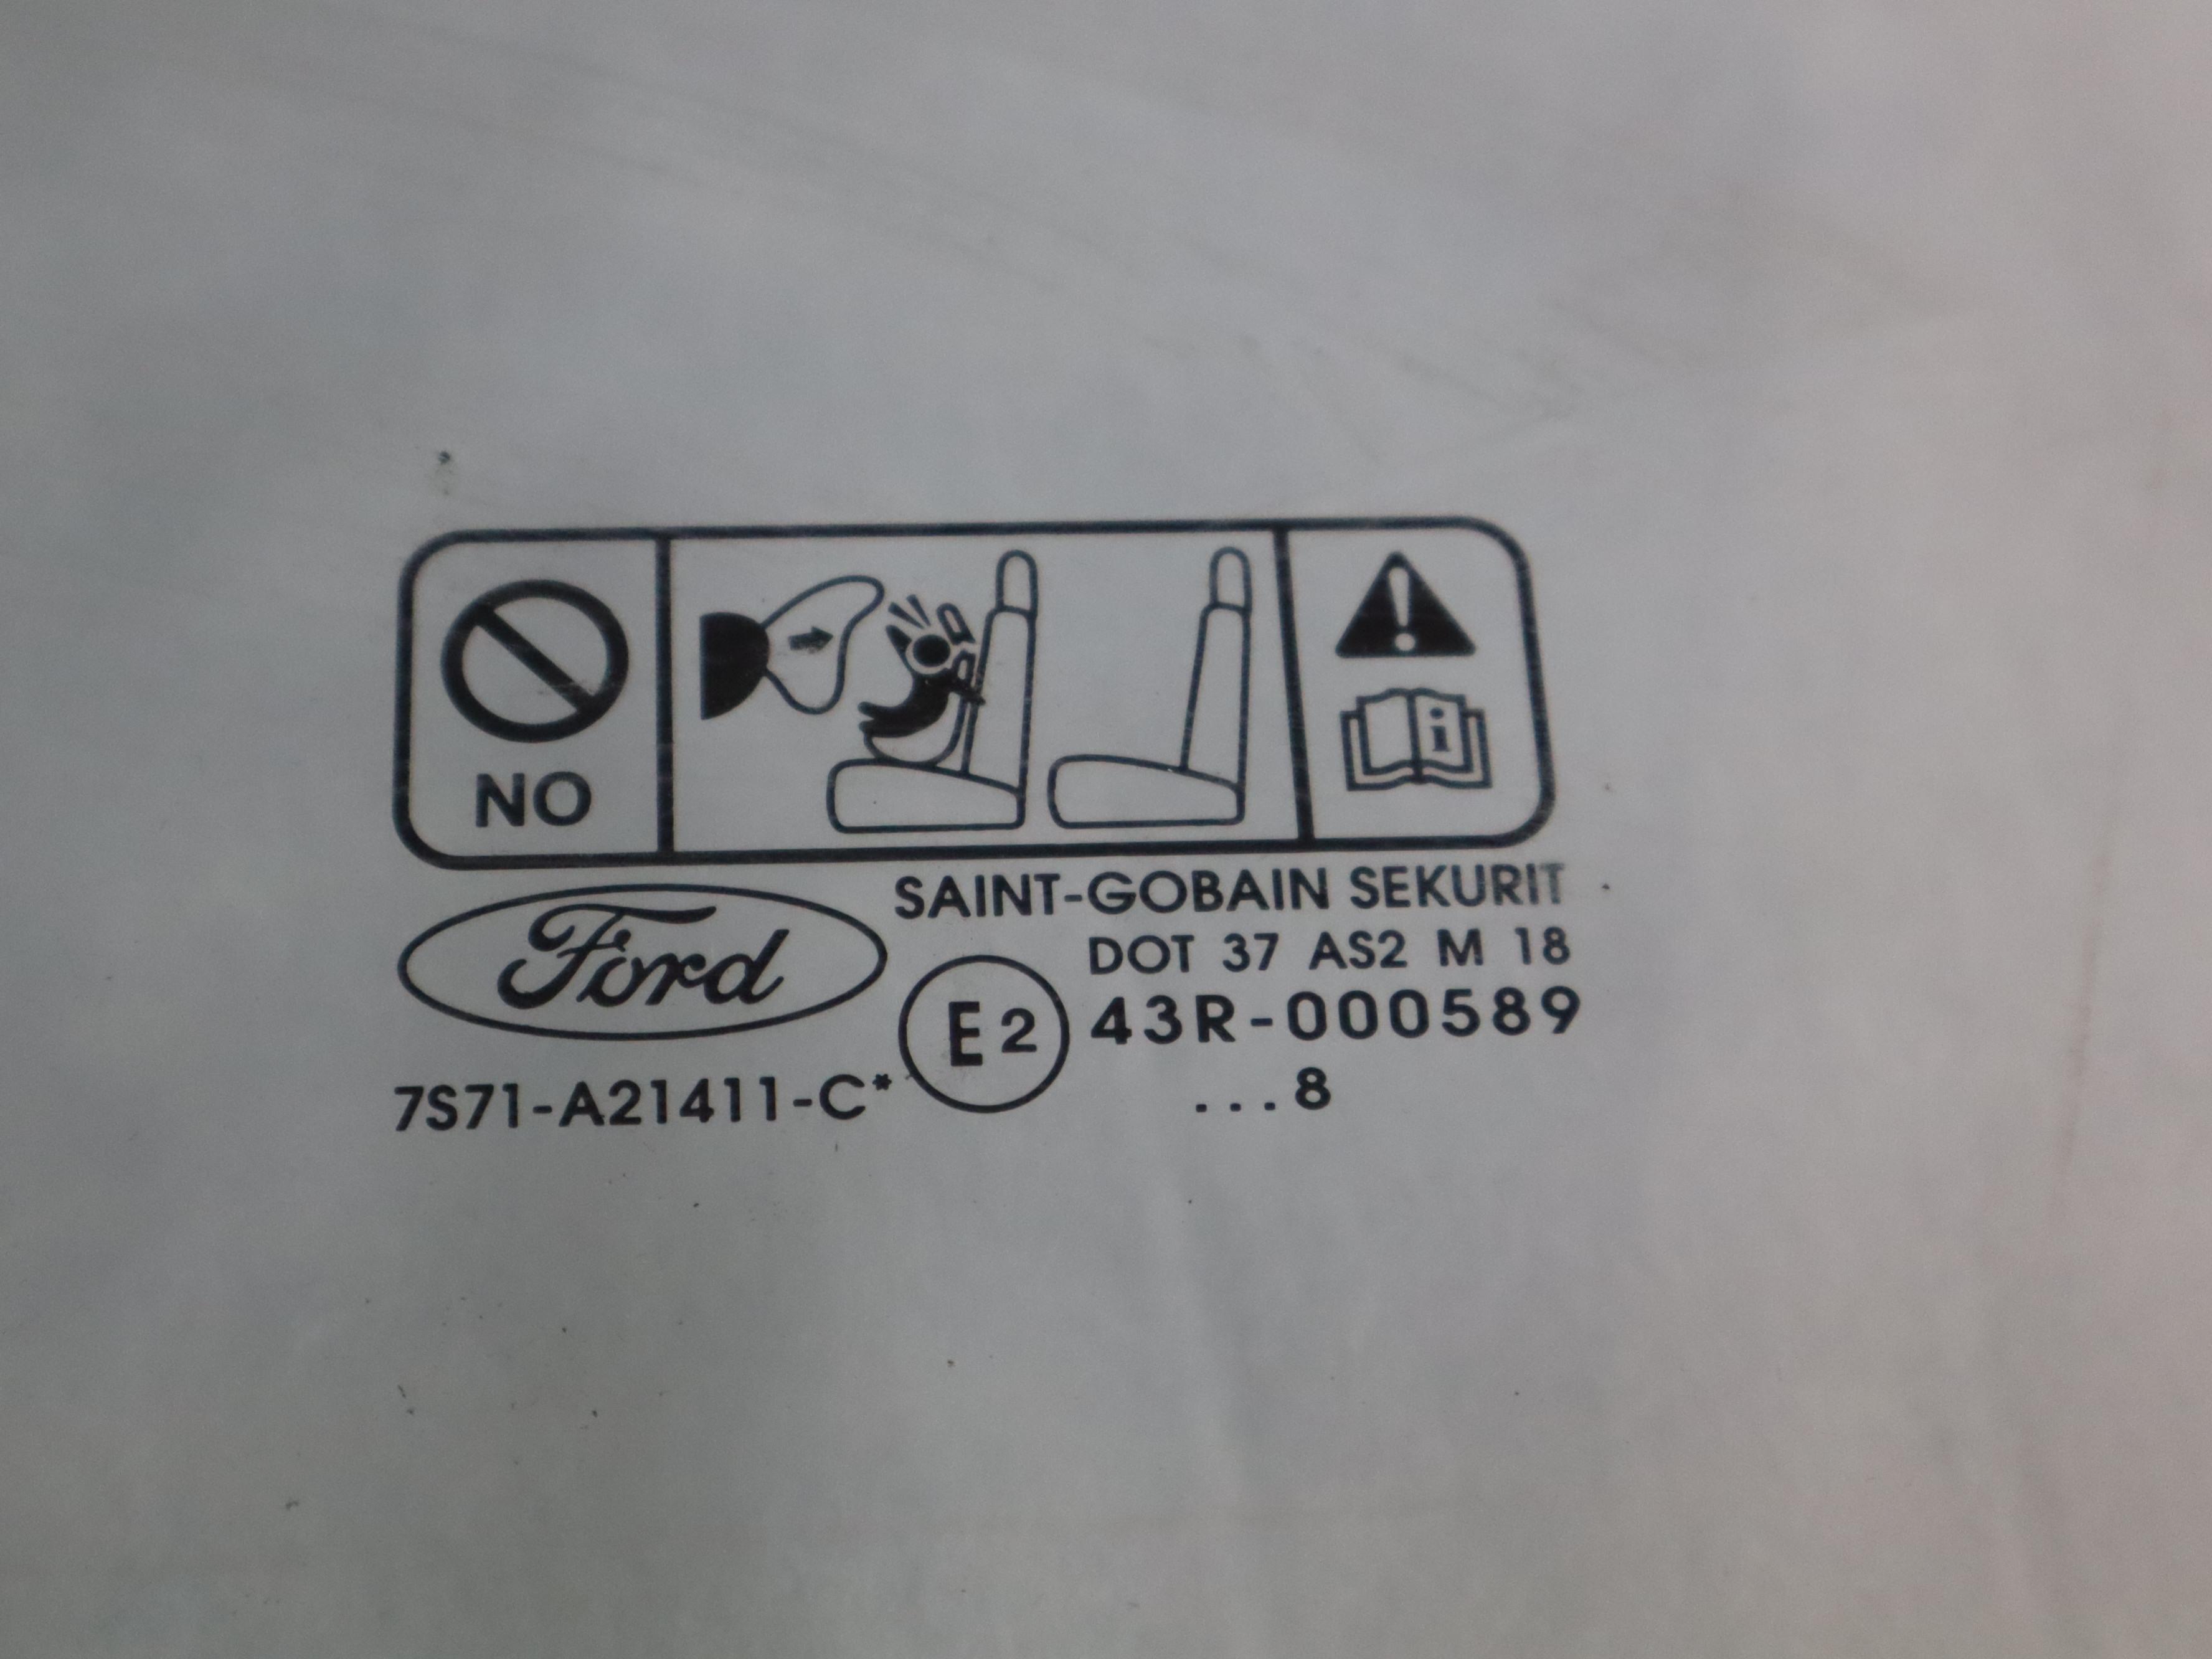 NO
i
SAINT-GOBAIN SEKURIT
Ford
DOT 37 AS2 M 18
E2
43R-000589
7S71-A21411-C*
...8